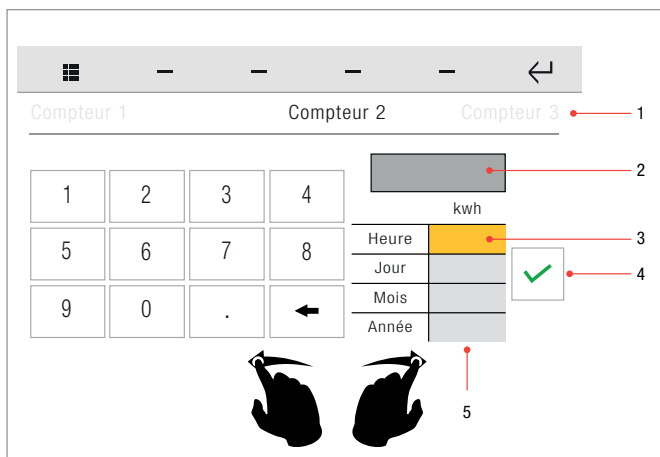 Compteur 1 Compteur 2 Compteur 3 1
2
1 2 3 4
kwh
Heure 3
5 6 7 8
Jour 4
Mois
9 0 .
Année
5